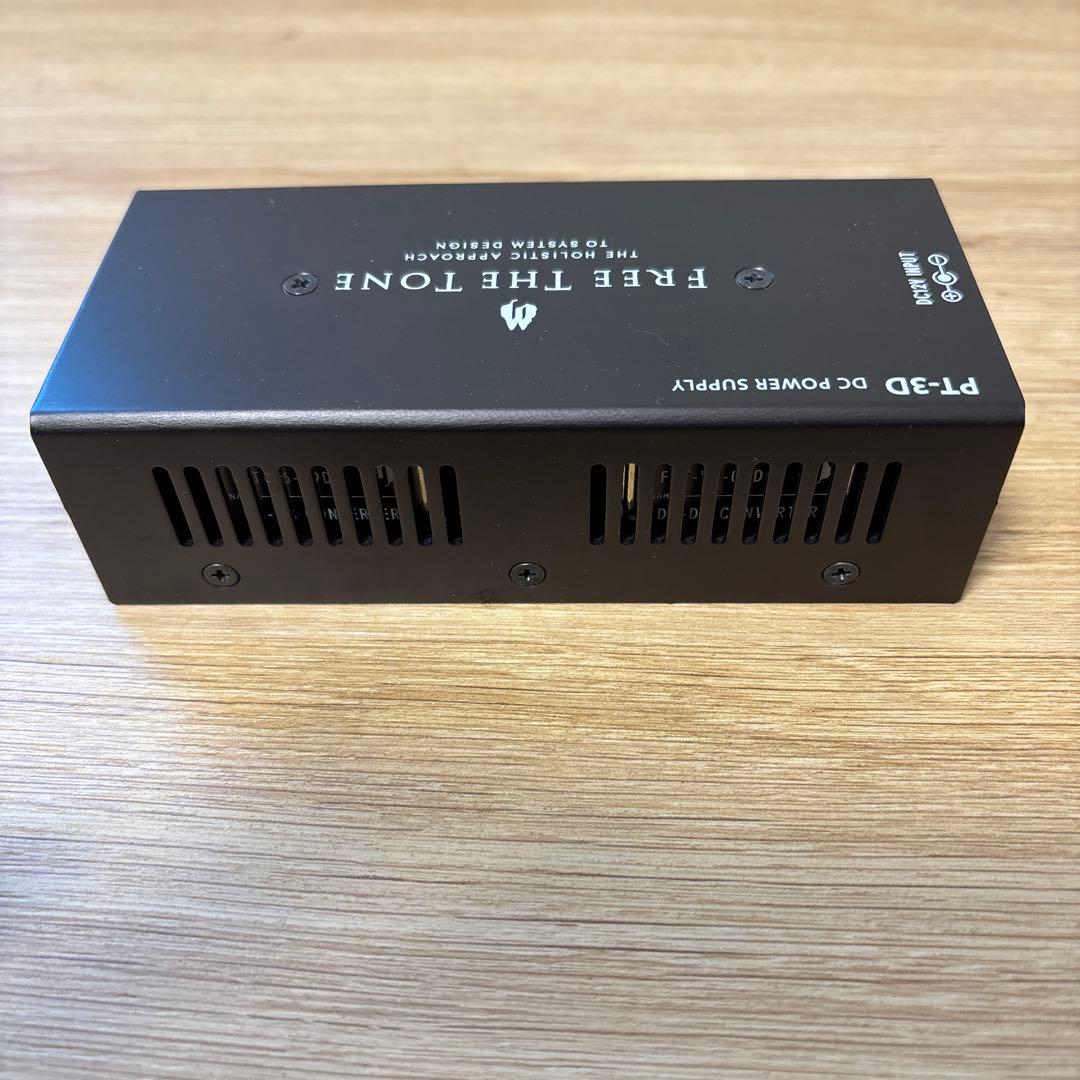 FREE THE TONE
THE HOLISTIC APPROACH
TO SYSTEM DESIGN
DC12V INPUT
PT-3D DC POWER SUPPLY